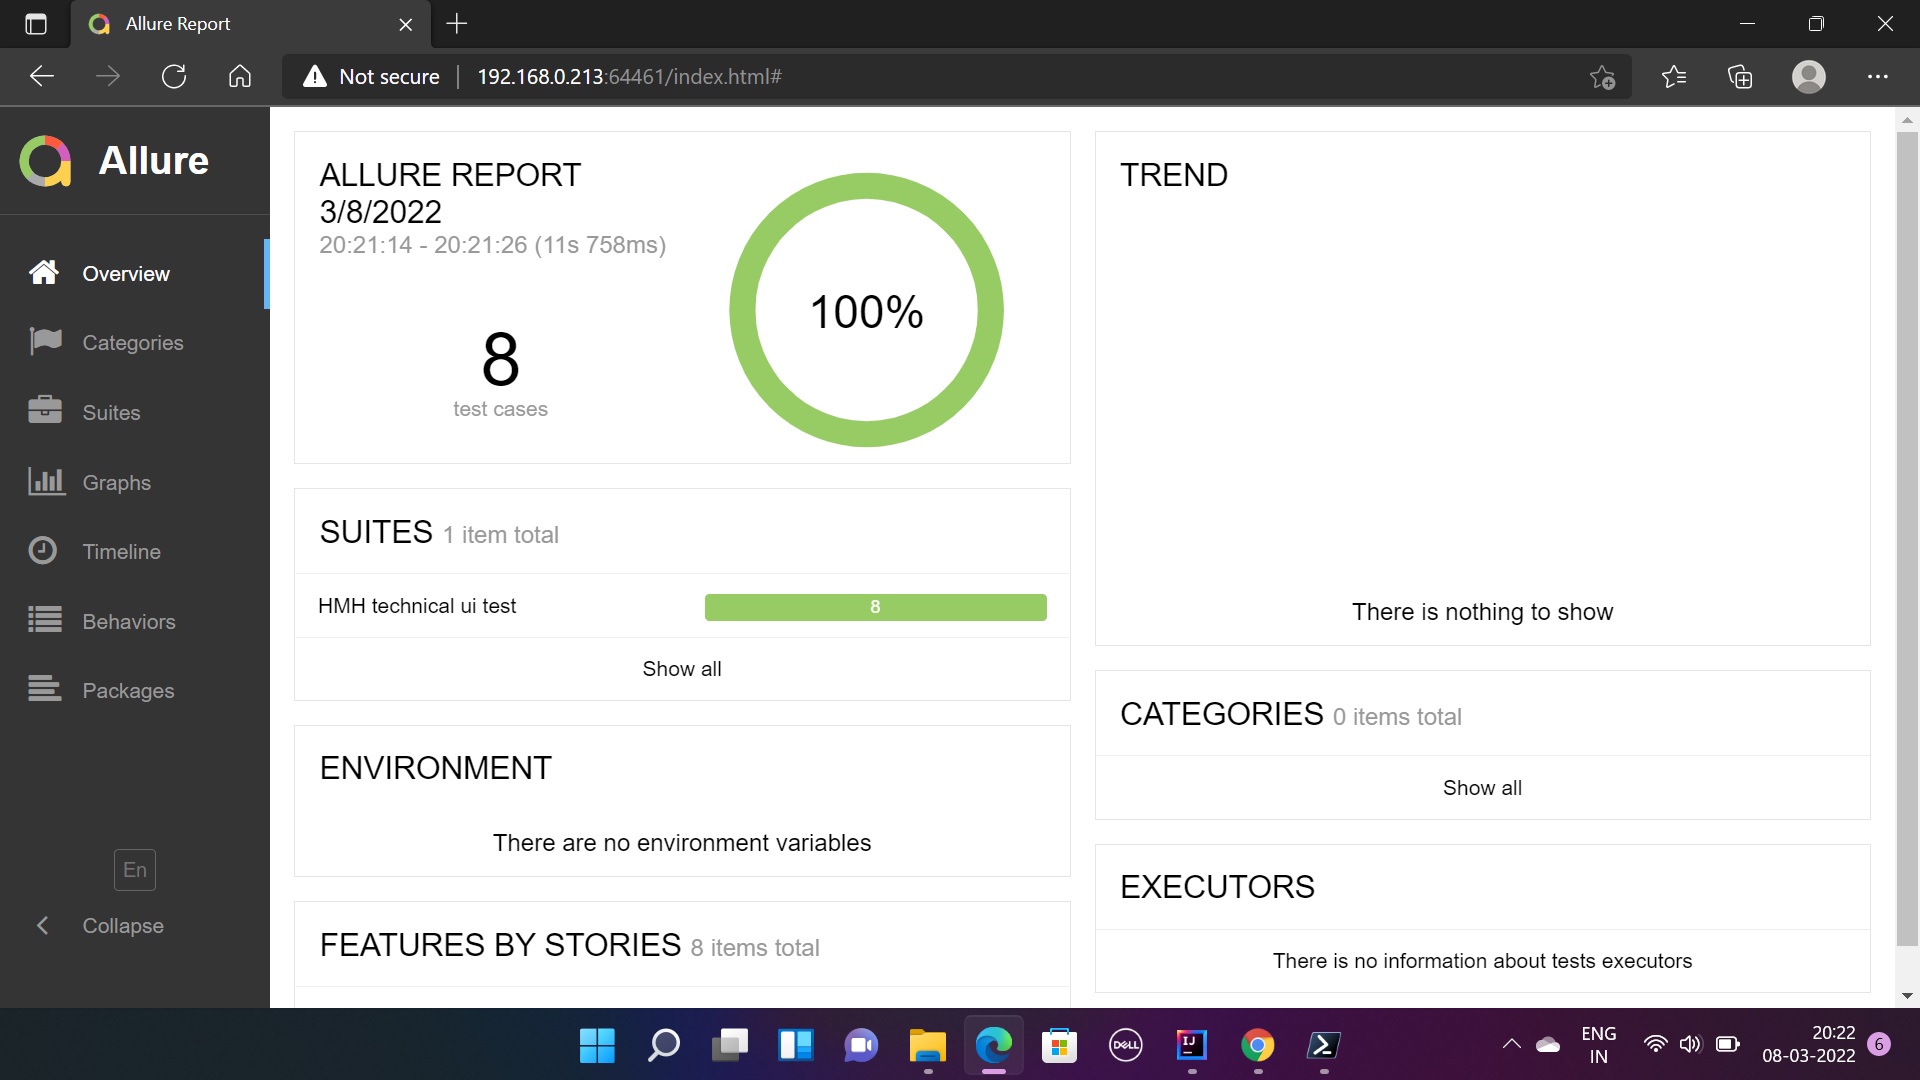 Allure Report
Not secure
192.168.0.213:64461/index.html#
Allure
Overview
Categories
Suites
Graphs
Timeline
Behaviors
Packages
En
Collapse
ALLURE REPORT
3/8/2022
20:21:14 - 20:21:26 (11s 758ms)
8
test cases
100%
SUITES 1 item total
HMH technical ui test
8
Show all
ENVIRONMENT
There are no environment variables
FEATURES BY STORIES 8 items total
TREND
There is nothing to show
CATEGORIES 0 items total
Show all
EXECUTORS
There is no information about tests executors
DELL
IJ
ENG
IN
20:22
08-03-2022
6